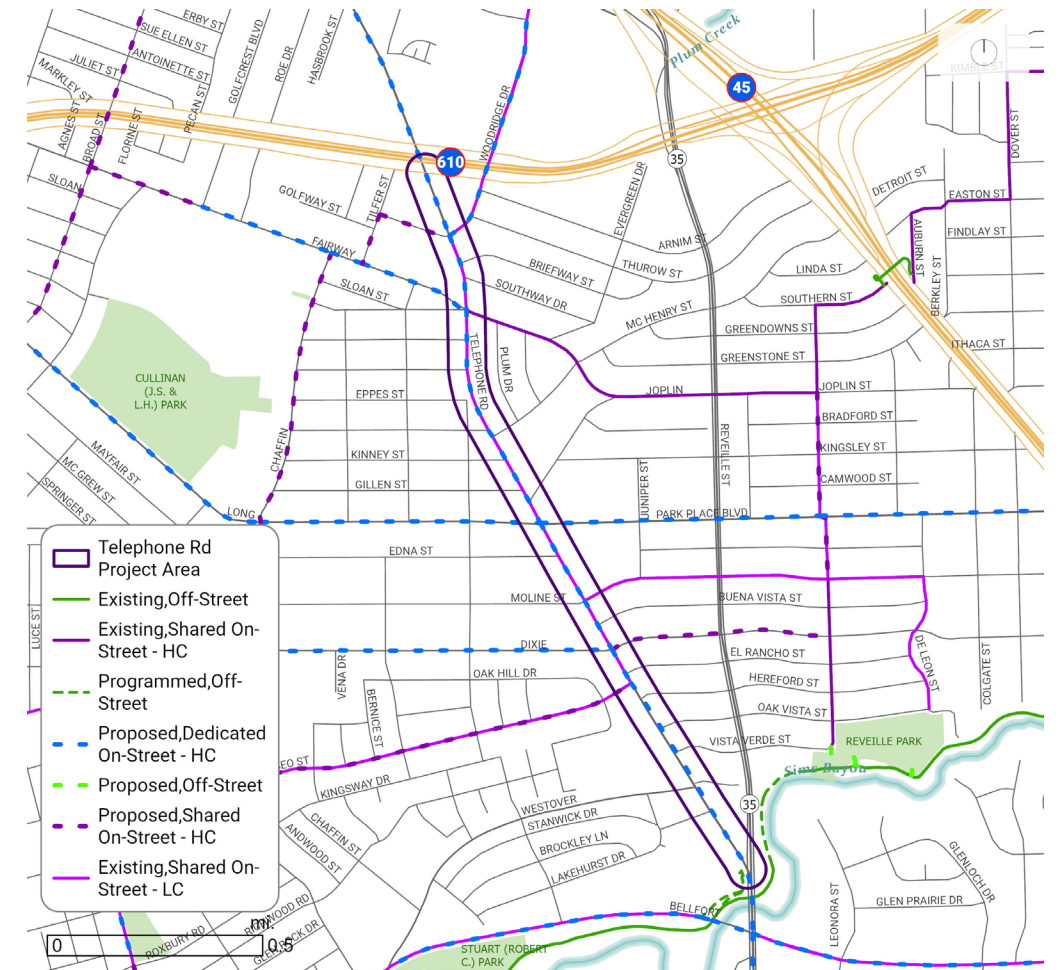 ERBY ST
SUE ELLEN ST
ANTOINETTE ST
JULIET ST
MARKLEY ST
AGNES ST
BROAD ST
FLORINE ST
PECAN ST
GOLFCREST BLVD
ROE DR
HASBROOK ST
WOODRIDGE DR
Plum Creek
45
KIMBLE ST
DOVER ST
610
35
SLOAN
GOLFWAY ST
TILFER ST
FAIRWAY
SLOAN ST
EVERGREEN DR
ARNIM ST
BRIEFWAY ST
THUROW ST
SOUTHWAY DR
MC HENRY ST
DETROIT ST
EASTON ST
AUBURN ST
BERKLEY ST
FINDLAY ST
LINDA ST
SOUTHERN ST
GREENDOWNS ST
ITHACA ST
GREENSTONE ST
TELEPHONE RD
PLUM DR
JOPLIN
JOPLIN ST
CULLINAN
(J.S. &
L.H.) PARK
EPPES ST
BRADFORD ST
CHAFFIN
KINNEY ST
REVEILLE ST
KINGSLEY ST
MAYFAIR ST
MC GREW ST
SPRINGER ST
GILLEN ST
JUNIPER ST
CAMWOOD ST
LONG
PARK PLACE BLVD
EDNA ST
MOLINE ST
BUENA VISTA ST
LUCE ST
DIXIE
EL RANCHO ST
DE LEON ST
COLGATE ST
VENA DR
OAK HILL DR
HEREFORD ST
BERNICE ST
OAK VISTA ST
VISTA VERDE ST
REVEILLE PARK
EO ST
Sims Bayou
KINGSWAY DR
WESTOVER
35
STANWICK DR
CHAFFIN ST
ANDWOOD ST
BROCKLEY LN
LAKEHURST DR
GLENLOCH DR
LEONORA ST
GLEN PRAIRIE DR
BELLFORT
ROXBURY RD
STUART (ROBERT
C.) PARK
Telephone Rd
Project Area
Existing,Off-Street
Existing,Shared On-
Street - HC
Programmed,Off-
Street
Proposed,Dedicated
On-Street - HC
Proposed,Off-Street
Proposed,Shared
On-Street - HC
Existing,Shared On-
Street - LC
mi.
0
0.5